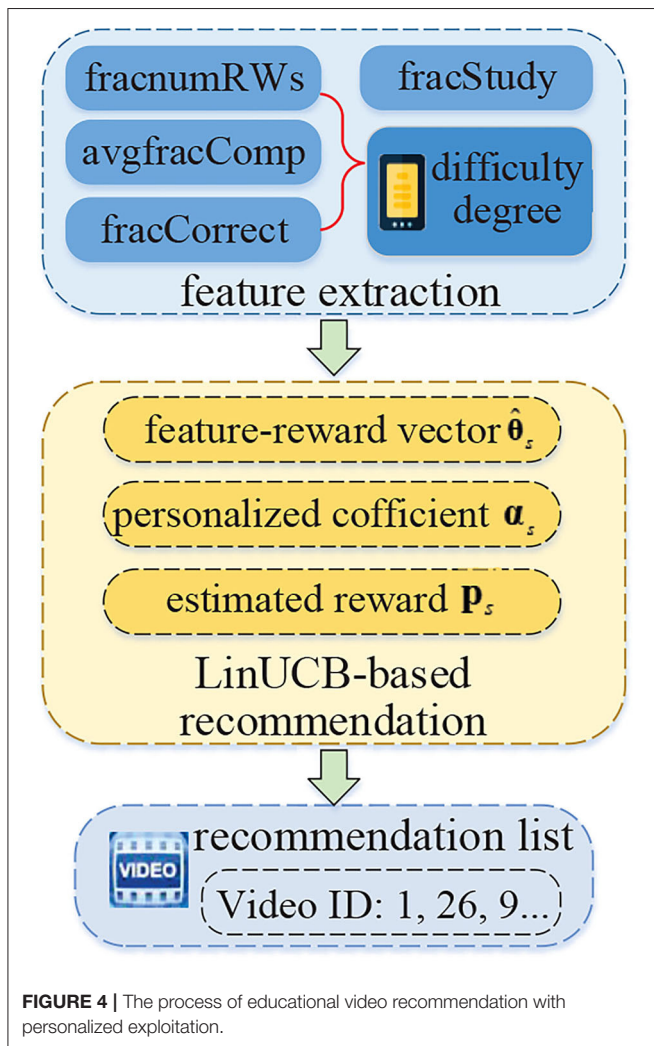 fracnumRWs
fracStudy
avgfracComp
difficulty
degree
fracCorrect
feature extraction
feature-reward vector θ̂s
personalized cofficient αs
estimated reward ps
LinUCB-based
recommendation
VIDEO
recommendation list
Video ID: 1, 26, 9...
FIGURE 4 | The process of educational video recommendation with
personalized exploitation.